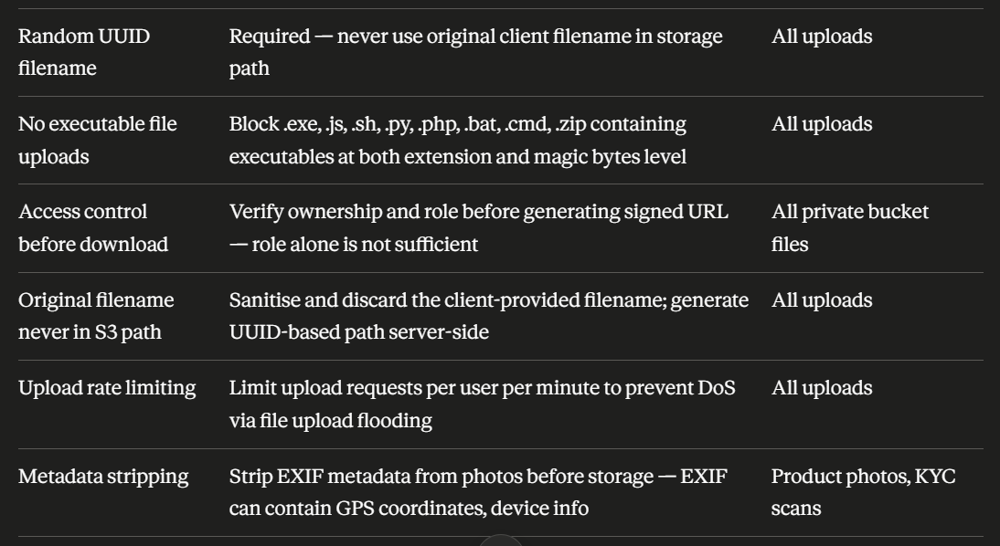 Random UUID
filename
Required — never use original client filename in storage
path
All uploads
No executable file
uploads
Block .exe, .js, .sh, .py, .php, .bat, .cmd, .zip containing
executables at both extension and magic bytes level
All uploads
Access control
before download
Verify ownership and role before generating signed URL
— role alone is not sufficient
All private bucket
files
Original filename
never in S3 path
Sanitise and discard the client-provided filename; generate
UUID-based path server-side
All uploads
Upload rate limiting
Limit upload requests per user per minute to prevent DoS
via file upload flooding
All uploads
Metadata stripping
Strip EXIF metadata from photos before storage — EXIF
can contain GPS coordinates, device info
Product photos, KYC
scans